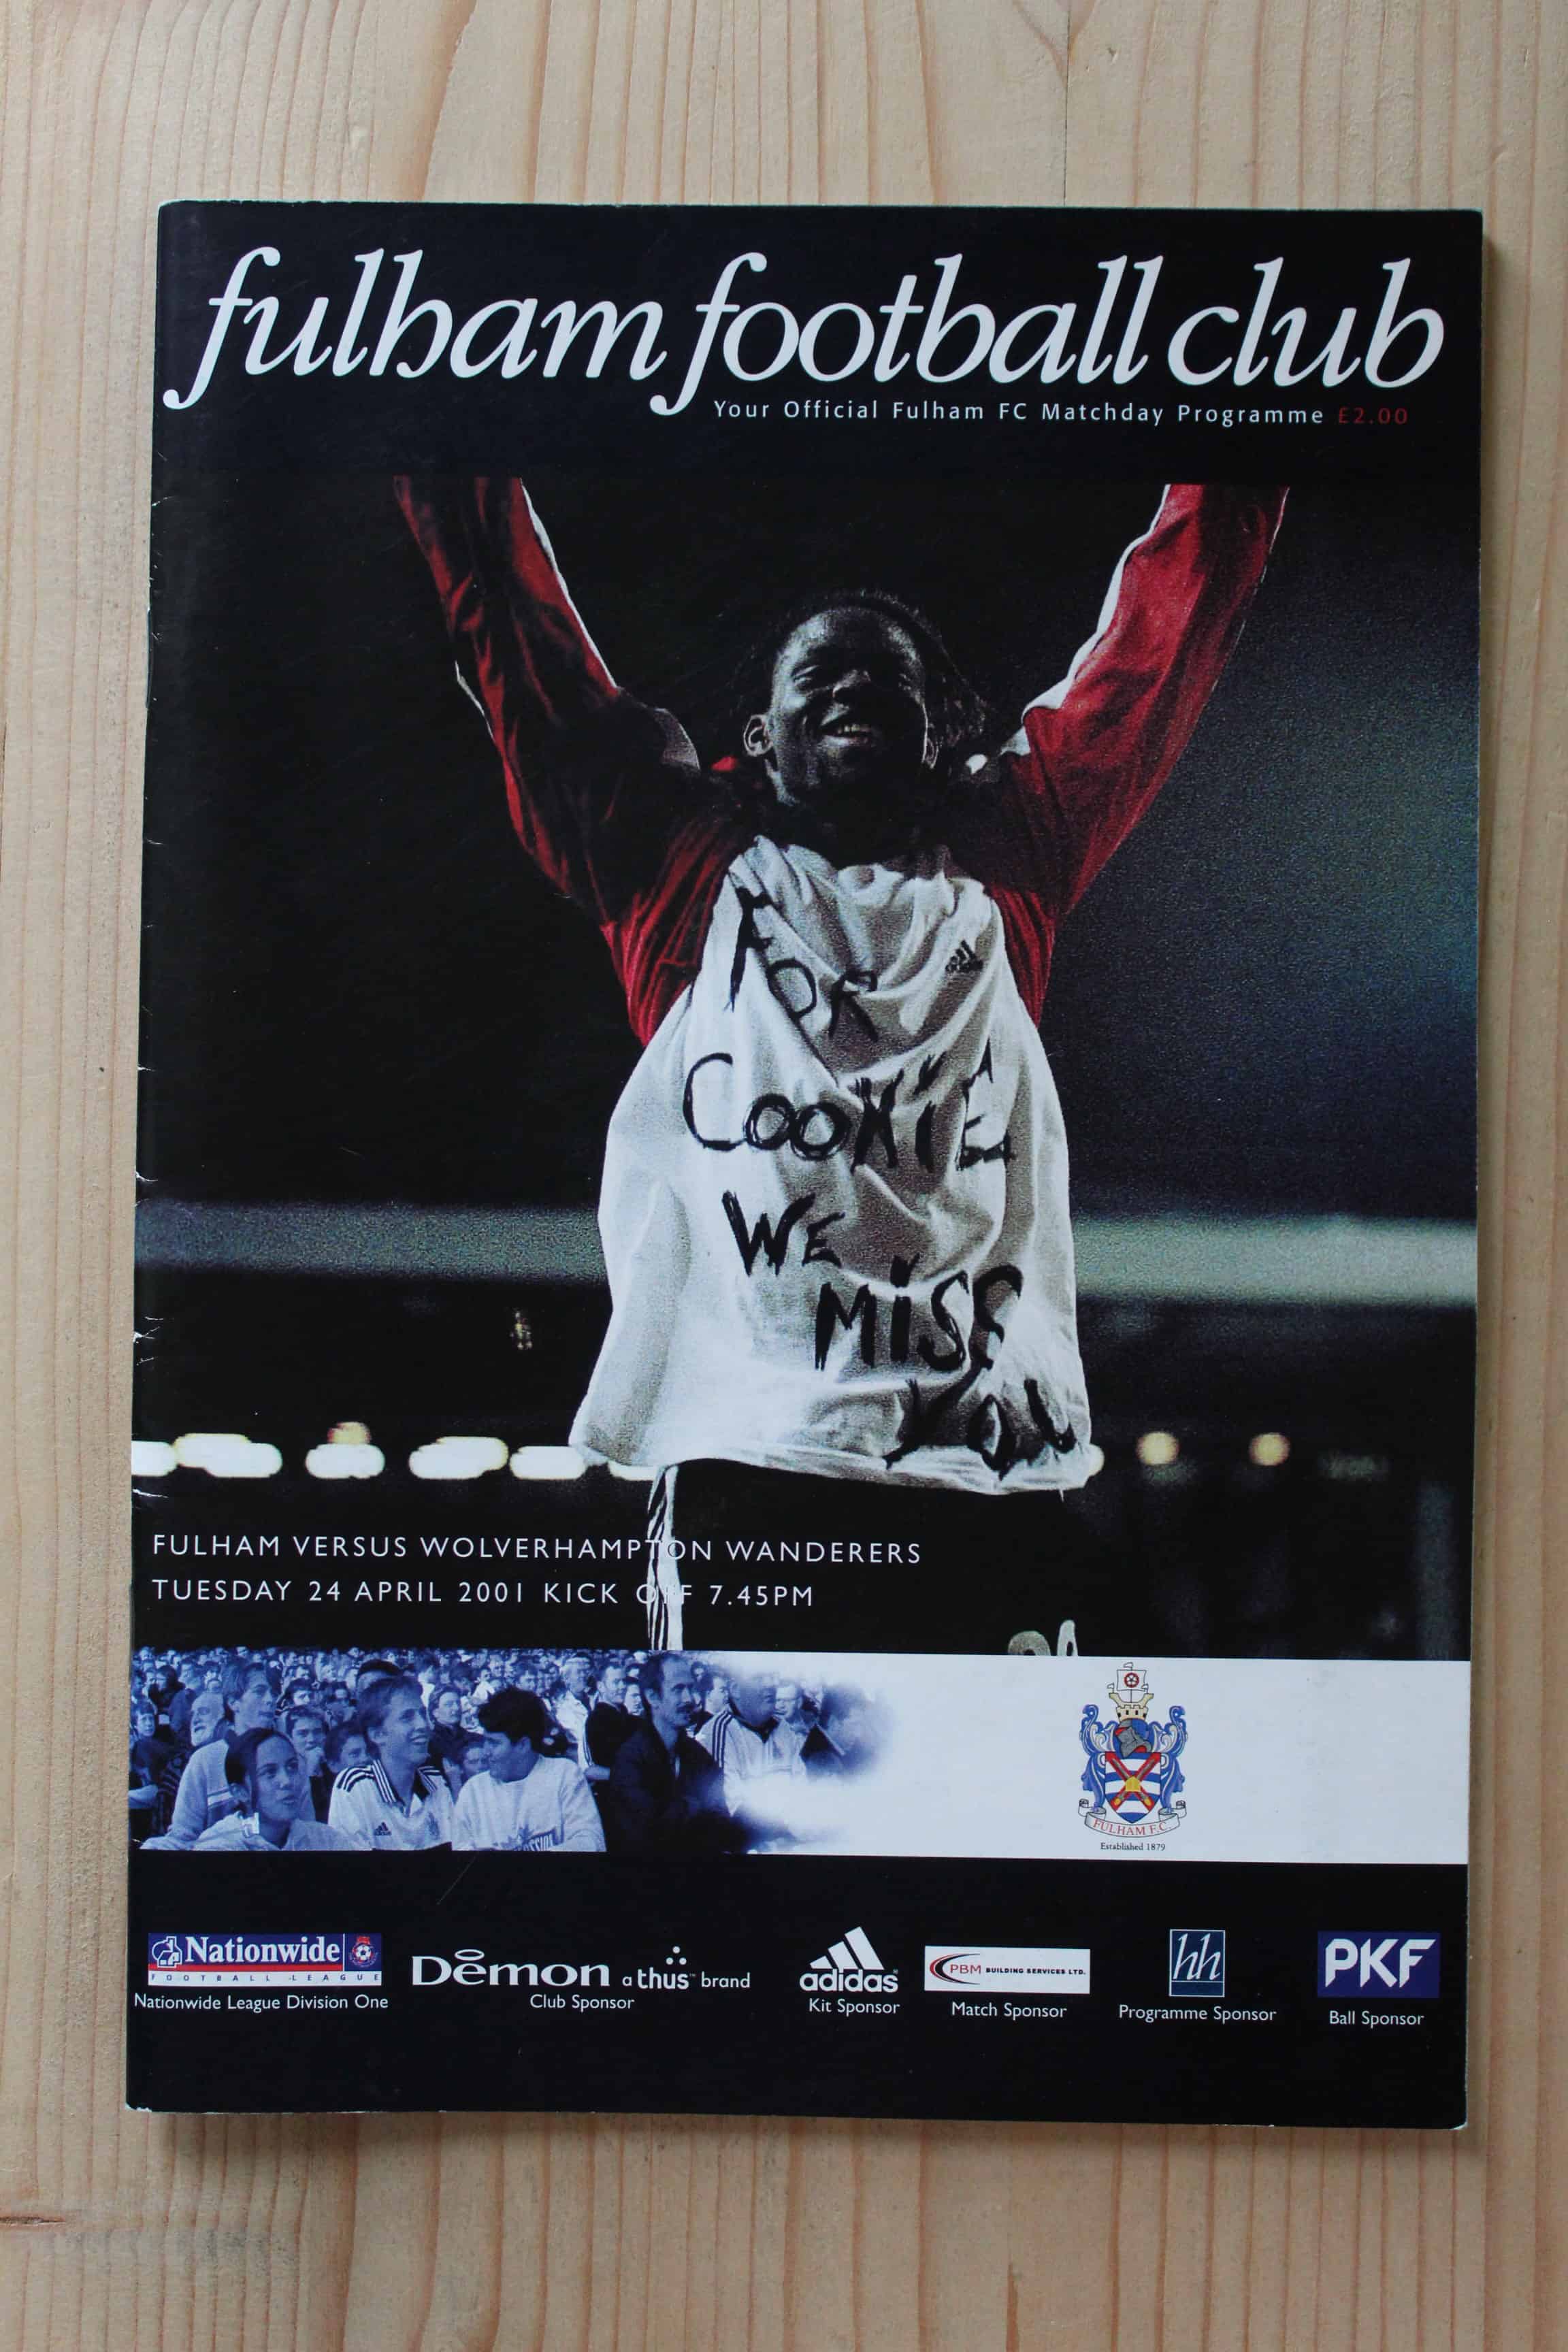 fulham football club
Your Official Fulham FC Matchday Programme £2.00
FOR
COOKIE
WE
MISS
YOU
FULHAM VERSUS WOLVERHAMPTON WANDERERS
TUESDAY 24 APRIL 2001 KICK OFF 7.45PM
FULHAM F.C.
Established 1879
Nationwide
FOOTBALL LEAGUE
Nationwide League Division One
Demon a thus™ brand
Club Sponsor
adidas®
Kit Sponsor
PBM BUILDING SERVICES LTD.
Match Sponsor
hh
Programme Sponsor
PKF
Ball Sponsor